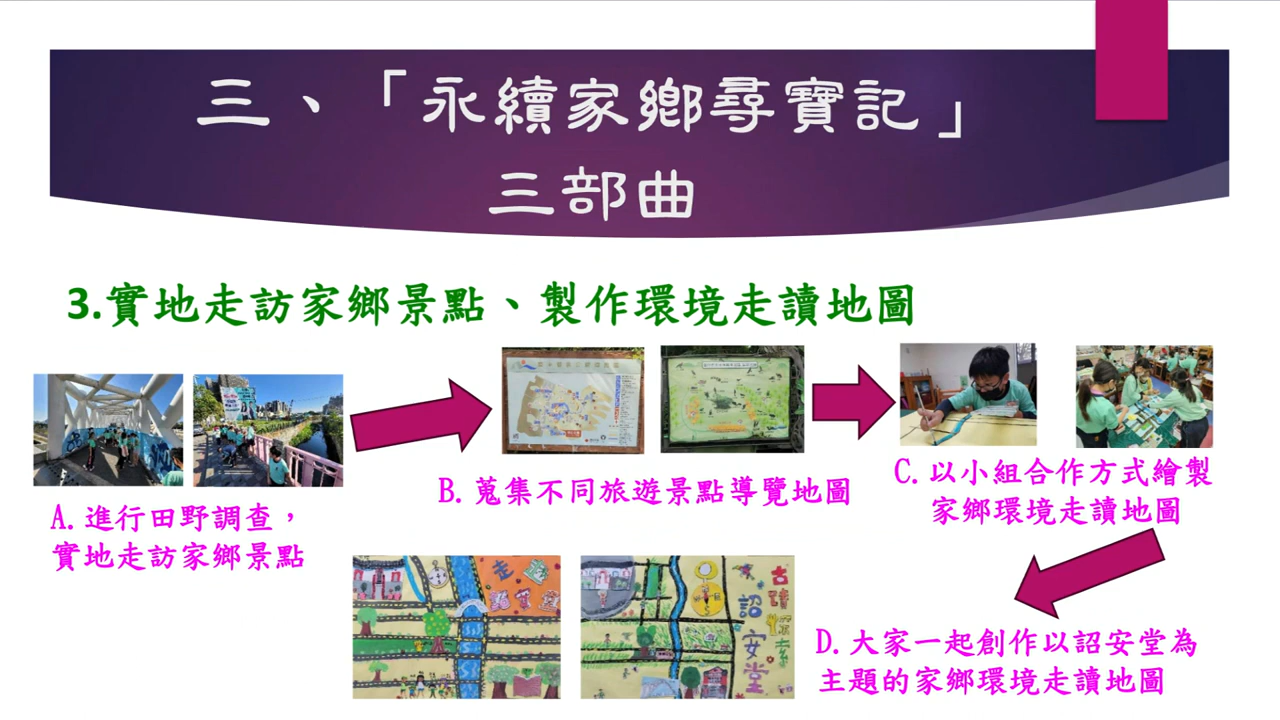 三、「永續家鄉尋寶記」
三部曲
3.實地走訪家鄉景點、製作環境走讀地圖
A.進行田野調查，
實地走訪家鄉景點
B.蒐集不同旅遊景點導覽地圖
C.以小組合作方式繪製
家鄉環境走讀地圖
D.大家一起創作以詔安堂為
主題的家鄉環境走讀地圖
詔安堂